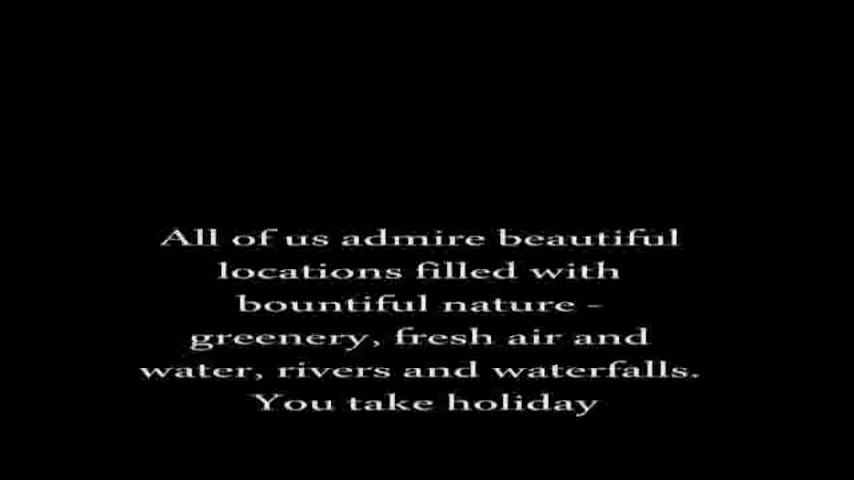 All of us admire beautiful
locations filled with
bountiful nature -
greenery, fresh air and
water, rivers and waterfalls.
You take holiday